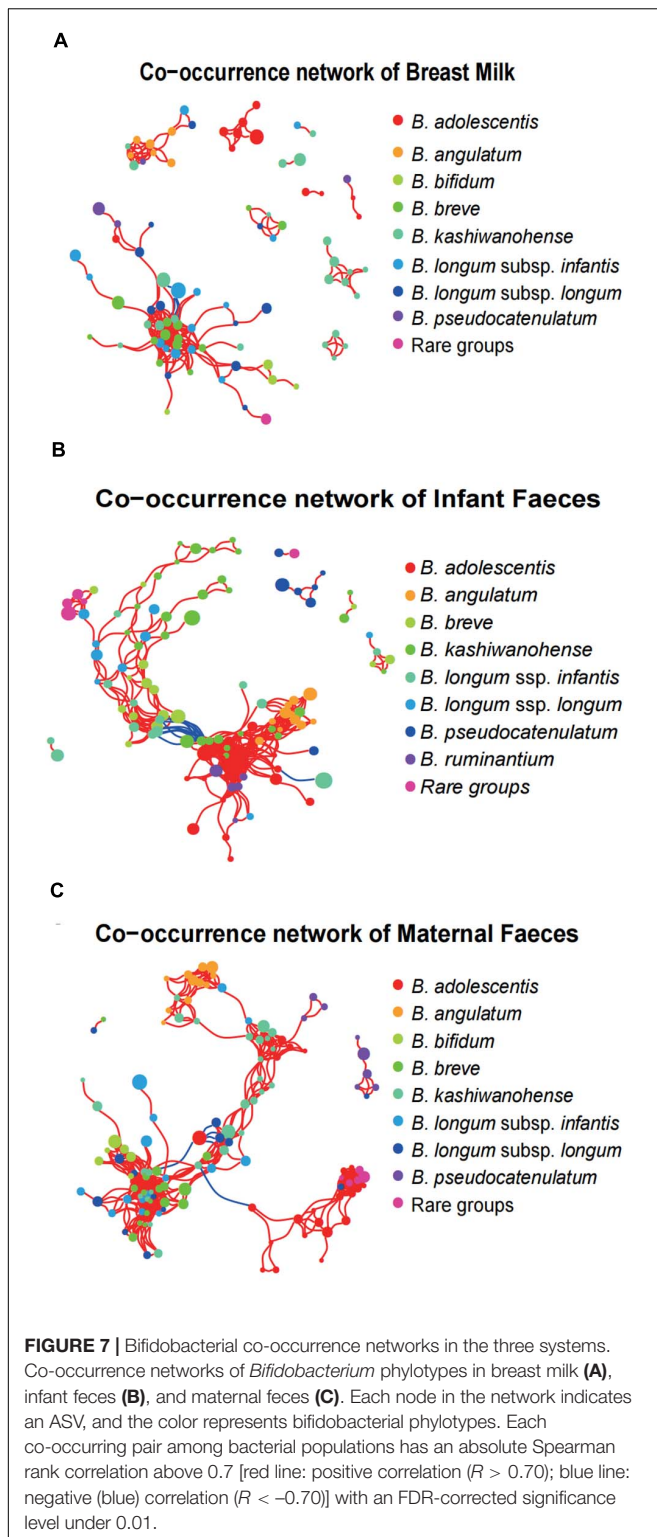 A
Co-occurrence network of Breast Milk
B. adolescentis
B. angulatum
B. bifidum
B. breve
B. kashiwanohense
B. longum subsp. infantis
B. longum subsp. longum
B. pseudocatenulatum
Rare groups
B
Co-occurrence network of Infant Faeces
B. adolescentis
B. angulatum
B. breve
B. kashiwanohense
B. longum ssp. infantis
B. longum ssp. longum
B. pseudocatenulatum
B. ruminantium
Rare groups
C
Co-occurrence network of Maternal Faeces
B. adolescentis
B. angulatum
B. bifidum
B. breve
B. kashiwanohense
B. longum subsp. infantis
B. longum subsp. longum
B. pseudocatenulatum
Rare groups
FIGURE 7 | Bifidobacterial co-occurrence networks in the three systems.
Co-occurrence networks of Bifidobacterium phylotypes in breast milk (A),
infant feces (B), and maternal feces (C). Each node in the network indicates
an ASV, and the color represents bifidobacterial phylotypes. Each
co-occurring pair among bacterial populations has an absolute Spearman
rank correlation above 0.7 [red line: positive correlation (R > 0.70); blue line:
negative (blue) correlation (R < –0.70)] with an FDR-corrected significance
level under 0.01.